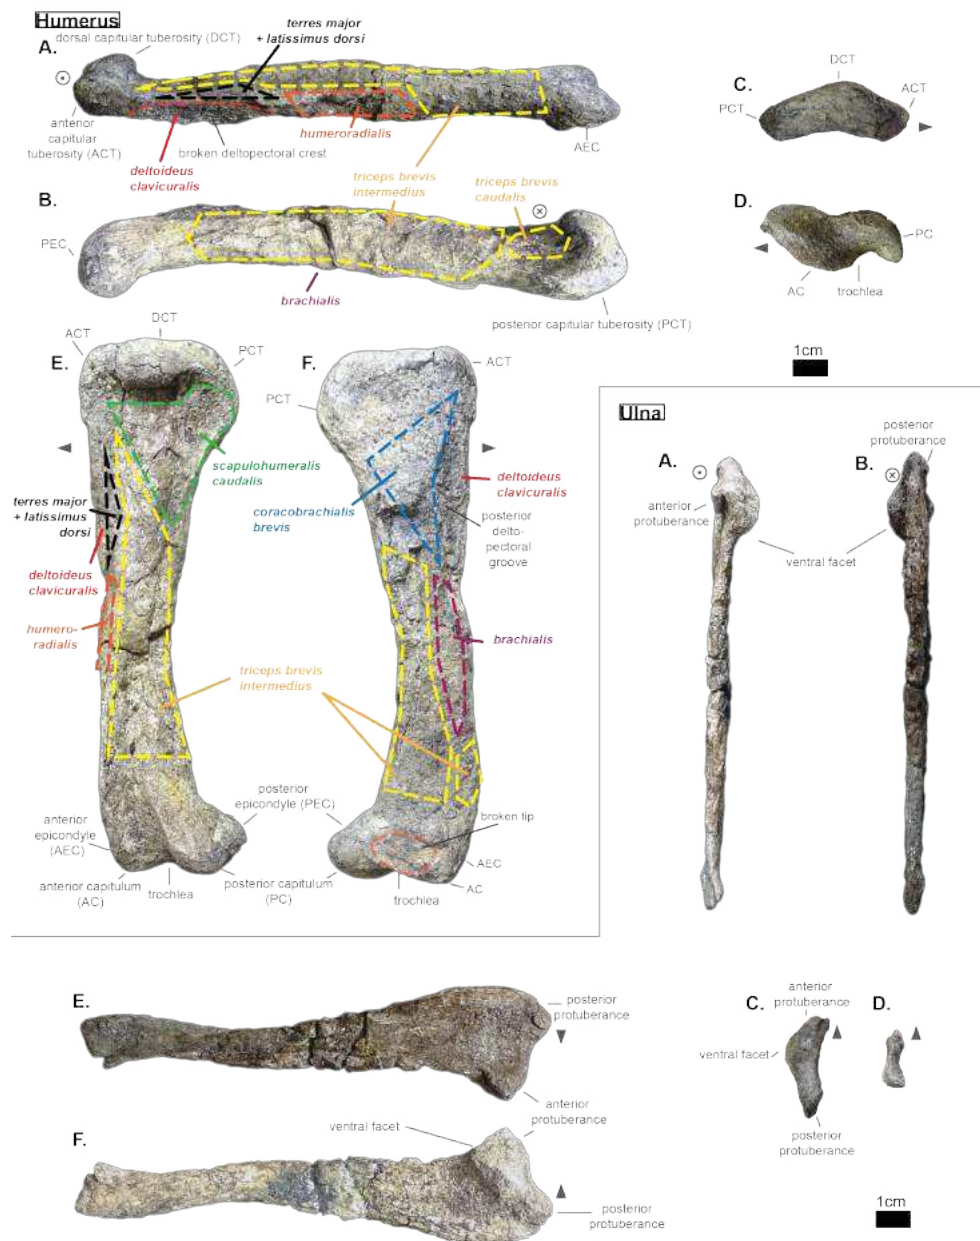 Humerus
dorsal capitular tuberosity (DCT)
terres major
+ latissimus dorsi
A.
anterior
capitular
tuberosity (ACT)
deltoideus
clavicuralis
broken deltopectoral crest
humeroradialis
AEC
C.
DCT
PCT
ACT
B.
PEC
triceps brevis
intermedius
triceps brevis
caudalis
brachialis
posterior capitular tuberosity (PCT)
D.
PC
AC
trochlea
1cm
E.
ACT
DCT
PCT
scapulohumeralis
caudalis
terres major
+ latissimus
dorsi
deltoideus
clavicuralis
humero-
radialis
triceps brevis
intermedius
anterior
epicondyle
(AEC)
anterior capitulum
(AC)
trochlea
posterior
epicondyle (PEC)
posterior capitulum
(PC)
F.
PCT
ACT
deltoideus
clavicuralis
coracobrachialis
brevis
posterior
delto-
pectoral
groove
brachialis
broken tip
AEC
AC
trochlea
Ulna
A.
anterior
protuberance
ventral facet
B.
posterior
protuberance
E.
posterior
protuberance
anterior
protuberance
F.
ventral facet
posterior
protuberance
C.
anterior protuberance
ventral facet
posterior protuberance
D.
1cm